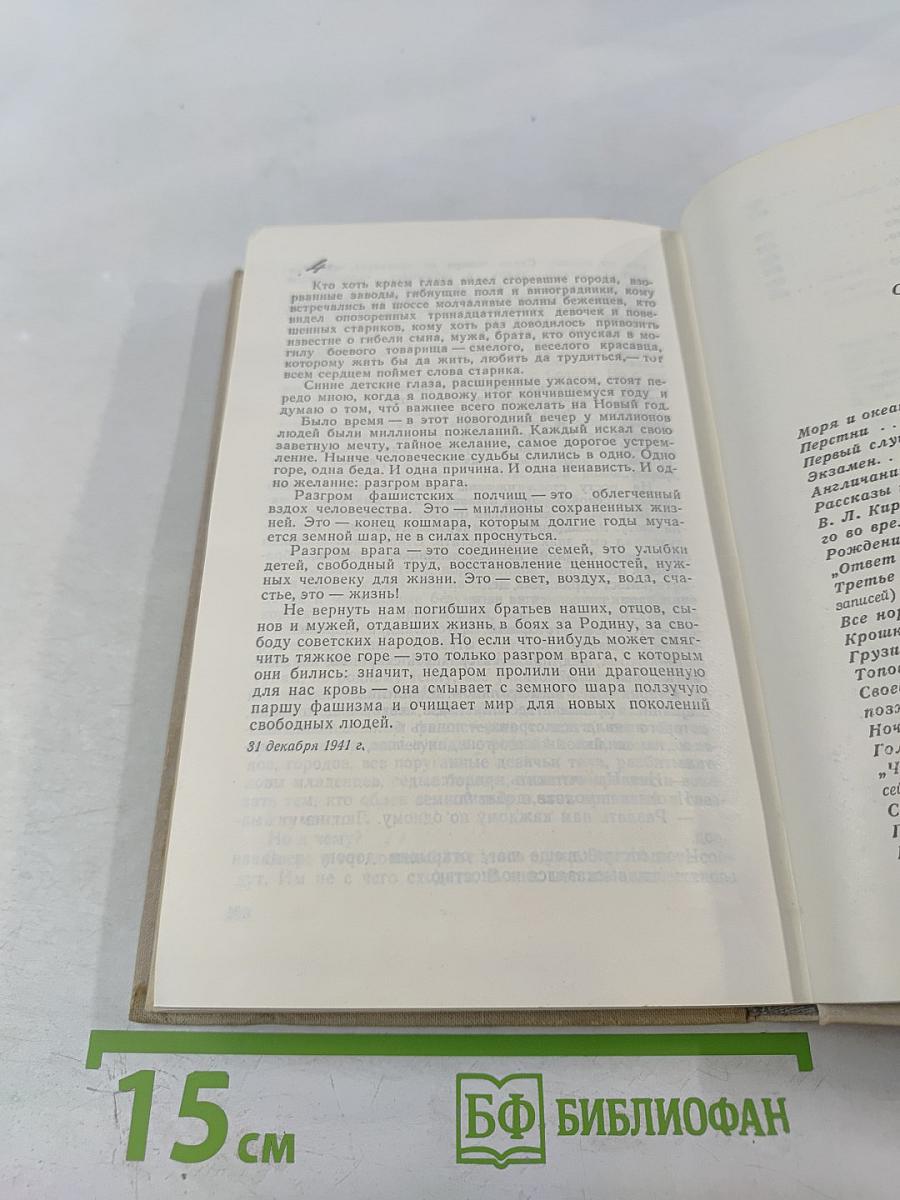 Кто хоть краем глаза видел сгоревшие города, взо-
рванные заводы, гибнущие поля и виноградники, кому
встречались на шоссе молчаливые волны беженцев, кто
видел опозоренных тринадцатилетних девочек и пове-
шенных стариков, кому хоть раз доводилось привозить
известие о гибели сына, мужа, брата, кто опускал в мо-
гилу боевого товарища — смелого, веселого красавца,
которому жить бы да жить, любить да трудиться,— тот
всем сердцем поймет слова старика.
Синие детские глаза, расширенные ужасом, стоят пе-
редо мною, когда я подвожу итог кончившемуся году и
думаю о том, что́ важнее всего пожелать на Новый год.
Было время — в этот новогодний вечер у миллионов
людей были миллионы пожеланий. Каждый искал свою
заветную мечту, тайное желание, самое дорогое устрем-
ление. Нынче человеческие судьбы слились в одно. Одно
горе, одна беда. И одна причина. И одна ненависть. И од-
но желание: разгром врага.
Разгром фашистских полчищ — это облегченный
вздох человечества. Это — миллионы сохраненных жиз-
ней. Это — конец кошмара, которым долгие годы муча-
ется земной шар, не в силах проснуться.
Разгром врага — это соединение семей, это улыбки
детей, свободный труд, восстановление ценностей, нуж-
ных человеку для жизни. Это — свет, воздух, вода, сча-
стье, это — жизнь!
Не вернуть нам погибших братьев наших, отцов, сы-
нов и мужей, отдавших жизнь в боях за Родину, за сво-
боду советских народов. Но если что-нибудь может смяг-
чить тяжкое горе — это только разгром врага, с которым
они бились: значит, недаром пролили они драгоценную
для нас кровь — она смывает с земного шара ползучую
паршу фашизма и очищает мир для новых поколений
свободных людей.
31 декабря 1941 г.
С
Моря и океан
Перстни . .
Первый слу
Экзамен. .
Англичани
Рассказы
В. Л. Кир
го во вре
Рождени
„Ответ
Третье
записей)
Все нор
Крошк
Грузи
Топо
Свое
позж
Ноч
Гол
„Ч
сей
С
15 см
БФ БИБЛИОФАН